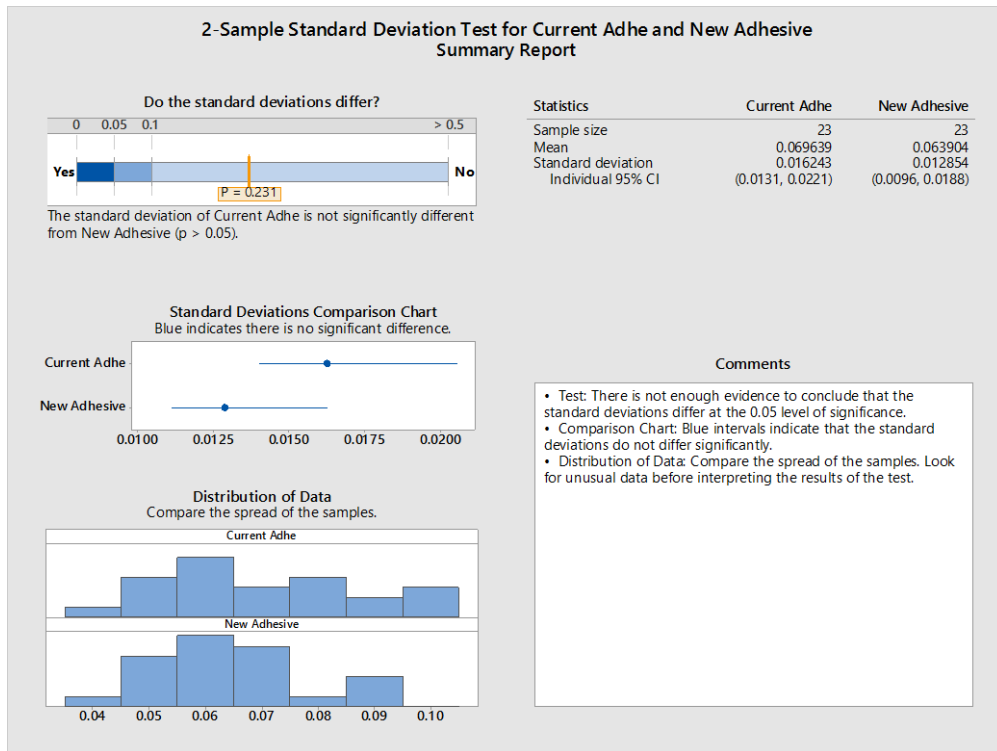 2-Sample Standard Deviation Test for Current Adhe and New Adhesive
Summary Report
Do the standard deviations differ?
0 0.05 0.1 > 0.5
Yes No
P = 0.231
The standard deviation of Current Adhe is not significantly different
from New Adhesive (p > 0.05).
Statistics Current Adhe New Adhesive
Sample size 23 23
Mean 0.069639 0.063904
Standard deviation 0.016243 0.012854
Individual 95% CI (0.0131, 0.0221) (0.0096, 0.0188)
Standard Deviations Comparison Chart
Blue indicates there is no significant difference.
Current Adhe
New Adhesive
0.0100 0.0125 0.0150 0.0175 0.0200
Distribution of Data
Compare the spread of the samples.
Current Adhe
New Adhesive
0.04 0.05 0.06 0.07 0.08 0.09 0.10
Comments
• Test: There is not enough evidence to conclude that the
standard deviations differ at the 0.05 level of significance.
• Comparison Chart: Blue intervals indicate that the standard
deviations do not differ significantly.
• Distribution of Data: Compare the spread of the samples. Look
for unusual data before interpreting the results of the test.